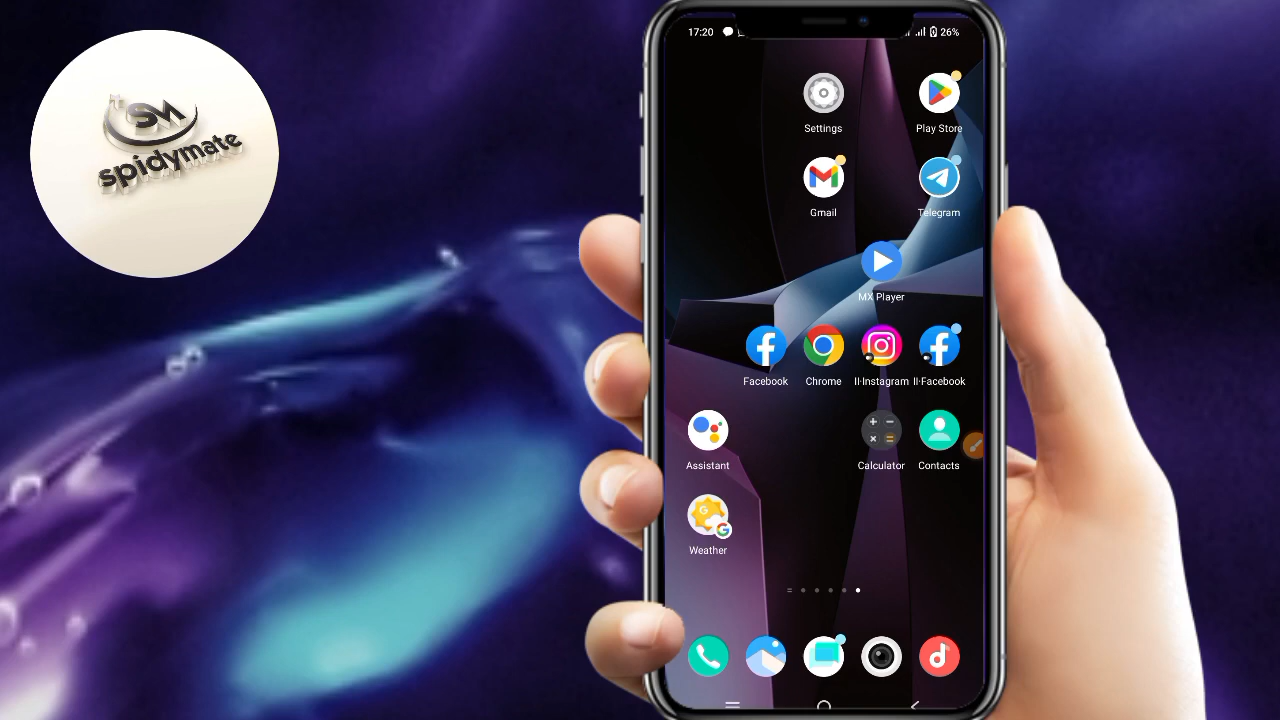 SM
spidymate
17:20
26%
Settings
Play Store
Gmail
Telegram
MX Player
Facebook
Chrome
II·Instagram
II·Facebook
Assistant
Calculator
Contacts
G
Weather